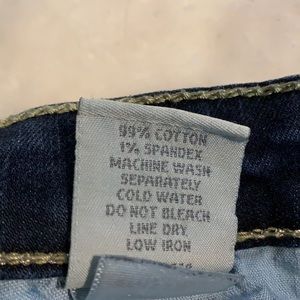 99% COTTON
1% SPANDEX
MACHINE WASH
SEPARATELY
COLD WATER
DO NOT BLEACH
LINE DRY
LOW IRON